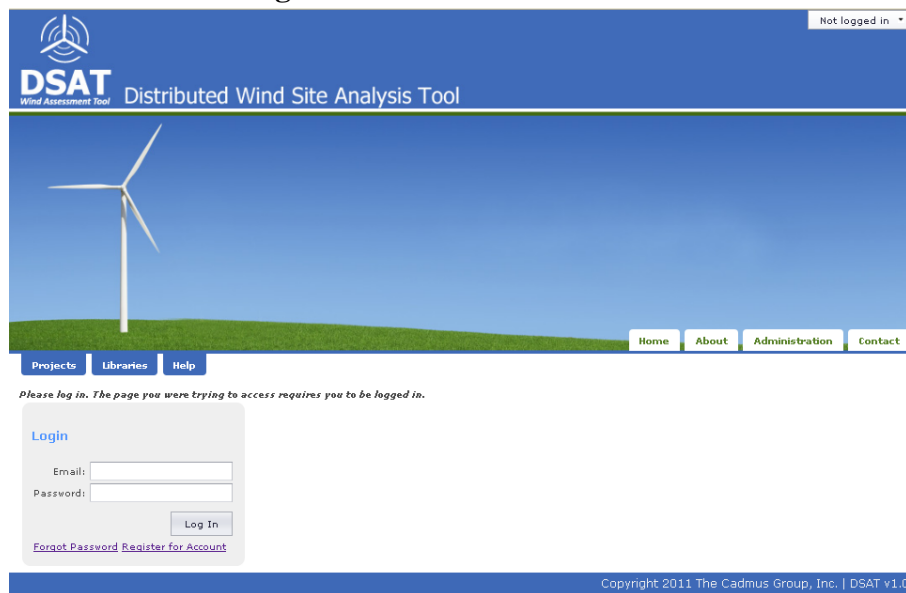 Not logged in
DSAT
Wind Assessment Tool
Distributed Wind Site Analysis Tool
Home About Administration Contact
Projects Libraries Help
Please log in. The page you were trying to access requires you to be logged in.
Login
Email:
Password:
Log In
Forgot Password Register for Account
Copyright 2011 The Cadmus Group, Inc. | DSAT v1.0